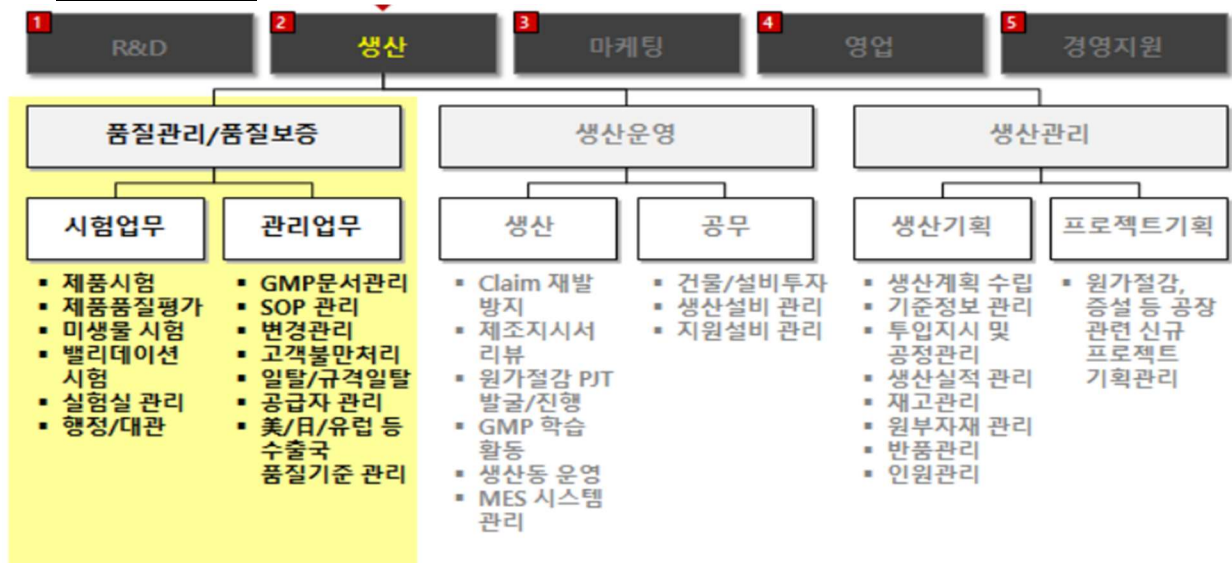 1 R&D
2 생산
3 마케팅
4 영업
5 경영지원
품질관리/품질보증
시험업무
▪ 제품시험
▪ 제품품질평가
▪ 미생물 시험
▪ 밸리데이션
시험
▪ 실험실 관리
▪ 행정/대관
관리업무
▪ GMP문서관리
▪ SOP 관리
▪ 변경관리
▪ 고객불만처리
▪ 일탈/규격일탈
▪ 공급자 관리
▪ 美/日/유럽 등
수출국
품질기준 관리
생산운영
생산
▪ Claim 재발
방지
▪ 제조지시서
리뷰
▪ 원가절감 PJT
발굴/진행
▪ GMP 학습
활동
▪ 생산동 운영
▪ MES 시스템
관리
공무
▪ 건물/설비투자
▪ 생산설비 관리
▪ 지원설비 관리
생산관리
생산기획
▪ 생산계획 수립
▪ 기준정보 관리
▪ 투입지시 및
공정관리
▪ 생산실적 관리
▪ 재고관리
▪ 원부자재 관리
▪ 반품관리
▪ 인원관리
프로젝트기획
▪ 원가절감,
증설 등 공장
관련 신규
프로젝트
기획관리